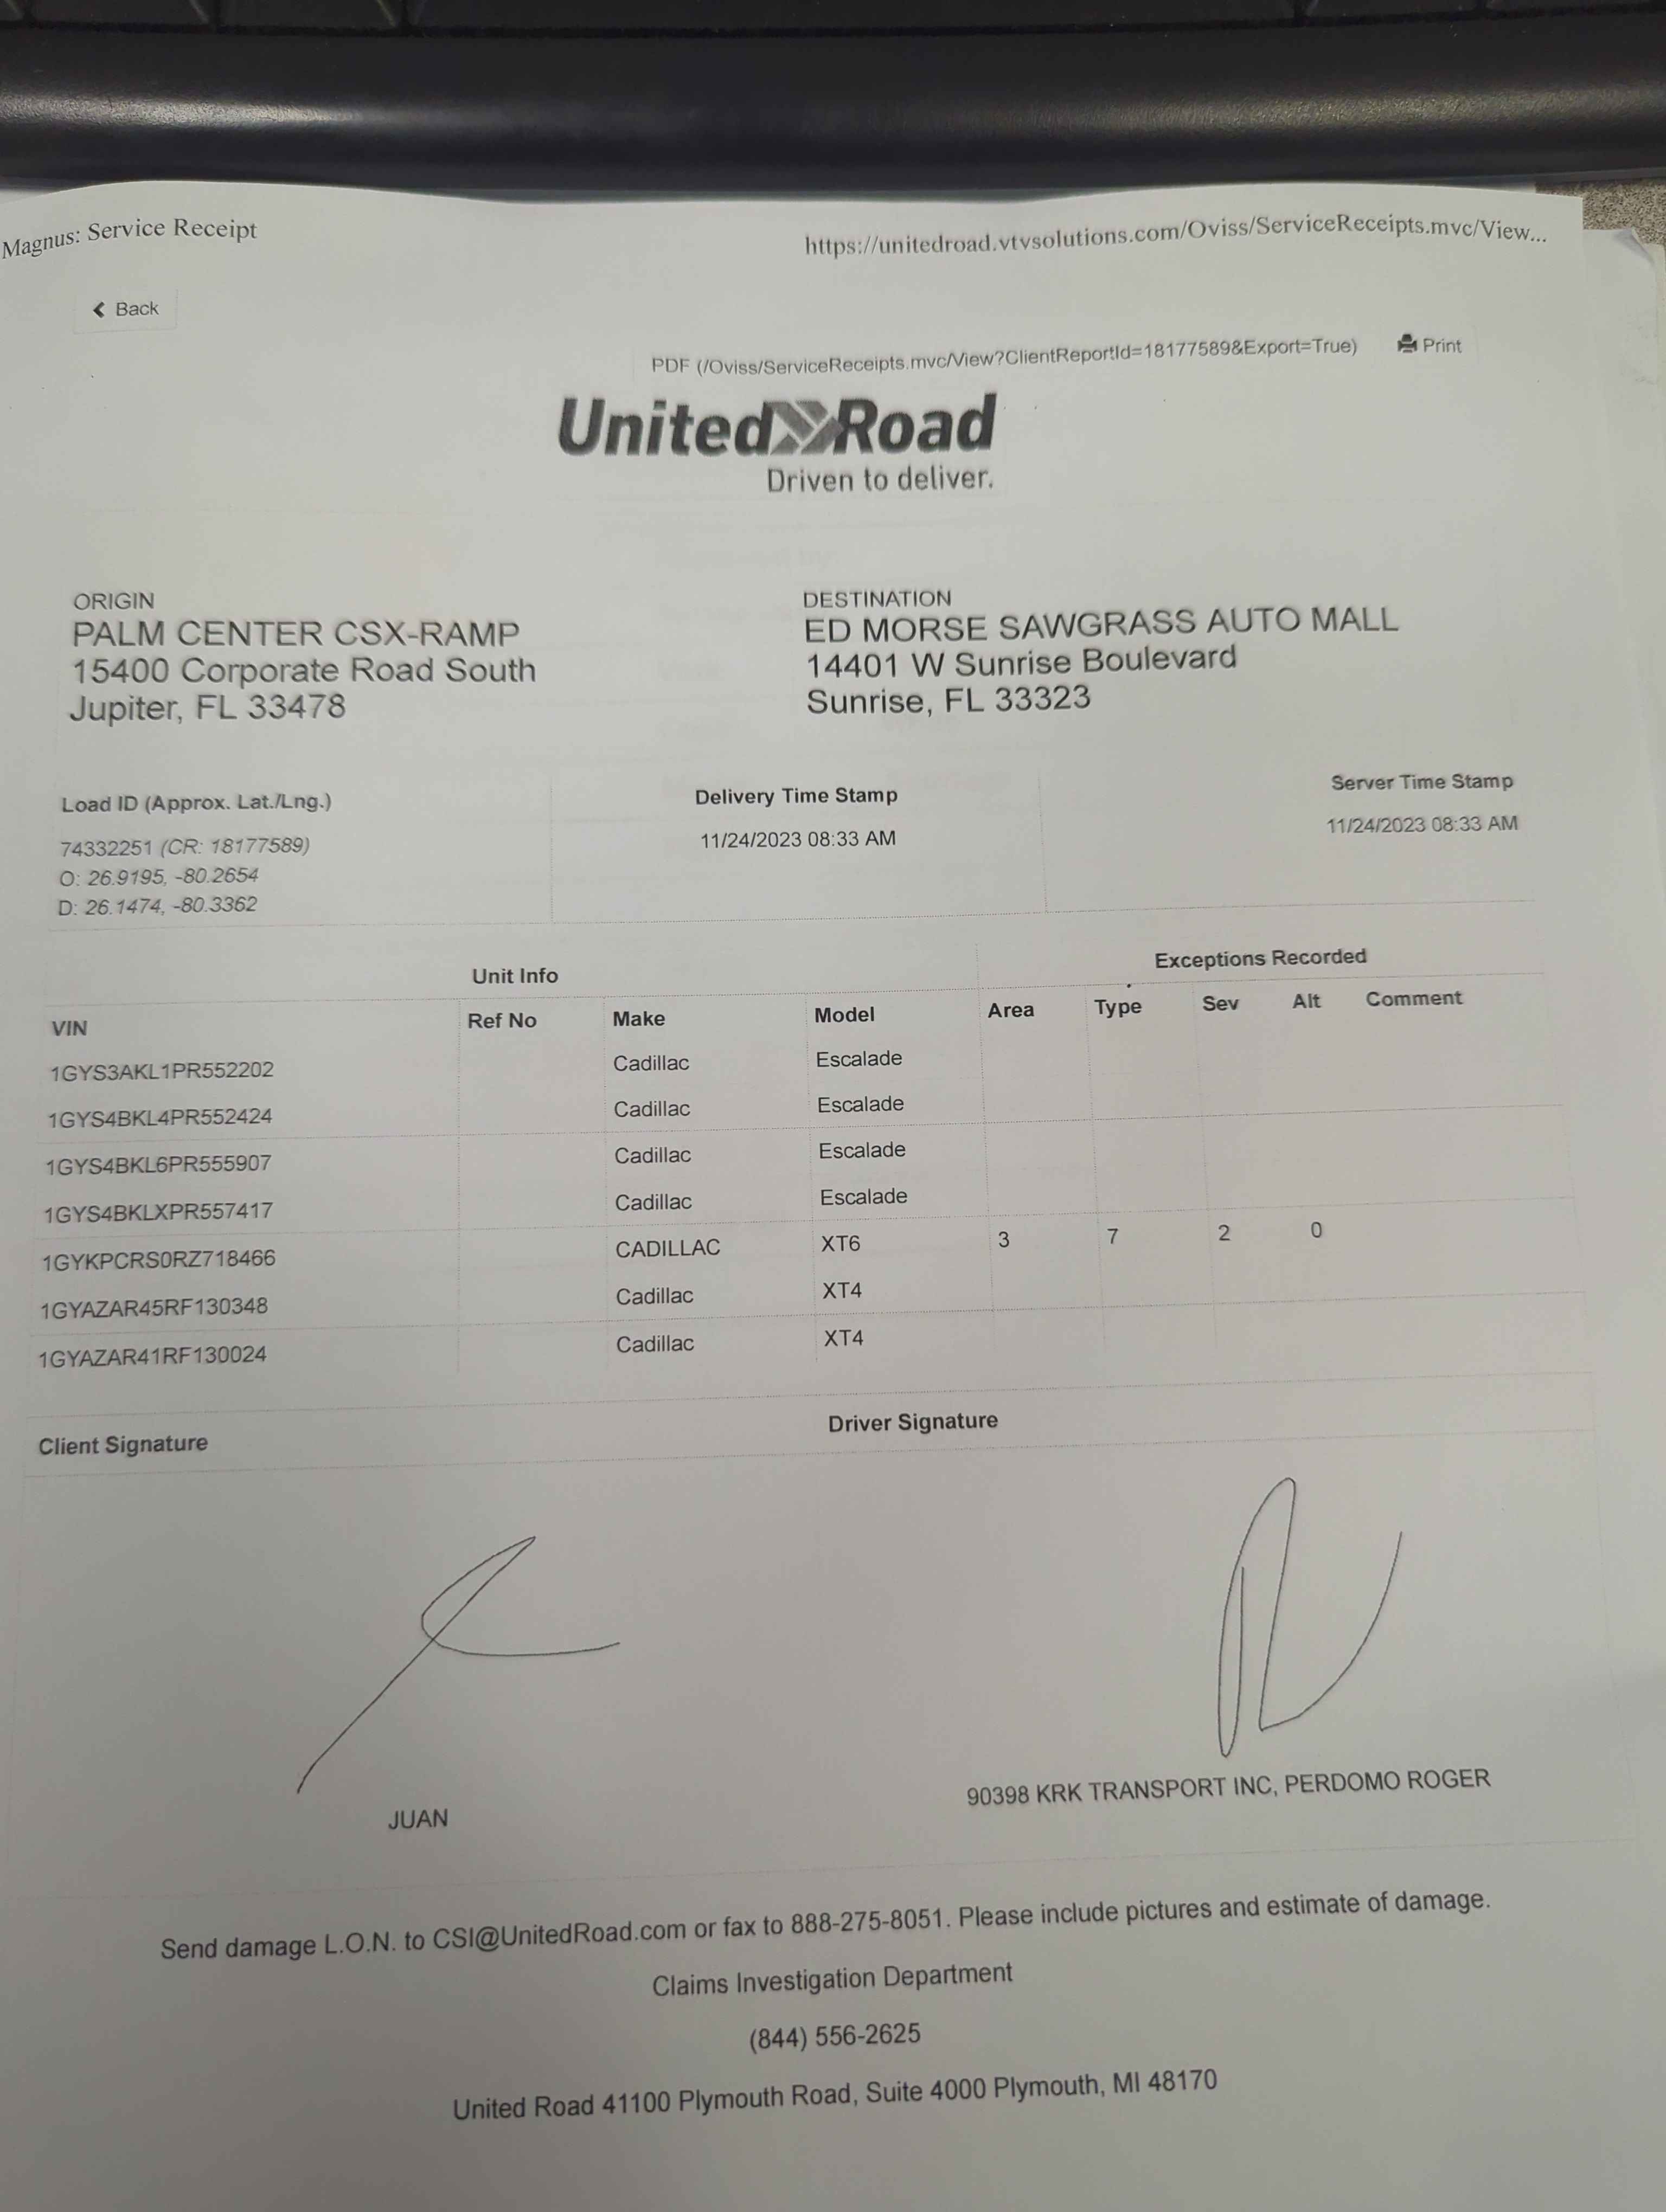 Magnus: Service Receipt
https://unitedroad.vtvsolutions.com/Oviss/ServiceReceipts.mvc/View...
Back
PDF (/Oviss/ServiceReceipts.mvc/View?ClientReportId=18177589&Export=True)
Print
United Road
Driven to deliver.
ORIGIN
PALM CENTER CSX-RAMP
15400 Corporate Road South
Jupiter, FL 33478
DESTINATION
ED MORSE SAWGRASS AUTO MALL
14401 W Sunrise Boulevard
Sunrise, FL 33323
Load ID (Approx. Lat./Lng.)
74332251 (CR: 18177589)
O: 26.9195, -80.2654
D: 26.1474, -80.3362
Delivery Time Stamp
11/24/2023 08:33 AM
Server Time Stamp
11/24/2023 08:33 AM
Unit Info Exceptions Recorded
VIN Ref No Make Model Area Type Sev Alt Comment
1GYS3AKL1PR552202 Cadillac Escalade
1GYS4BKL4PR552424 Cadillac Escalade
1GYS4BKL6PR555907 Cadillac Escalade
1GYS4BKLXPR557417 Cadillac Escalade
1GYKPCRS0RZ718466 CADILLAC XT6 3 7 2 0
1GYAZAR45RF130348 Cadillac XT4
1GYAZAR41RF130024 Cadillac XT4
Client Signature Driver Signature
JUAN
90398 KRK TRANSPORT INC, PERDOMO ROGER
Send damage L.O.N. to CSI@UnitedRoad.com or fax to 888-275-8051. Please include pictures and estimate of damage.
Claims Investigation Department
(844) 556-2625
United Road 41100 Plymouth Road, Suite 4000 Plymouth, MI 48170